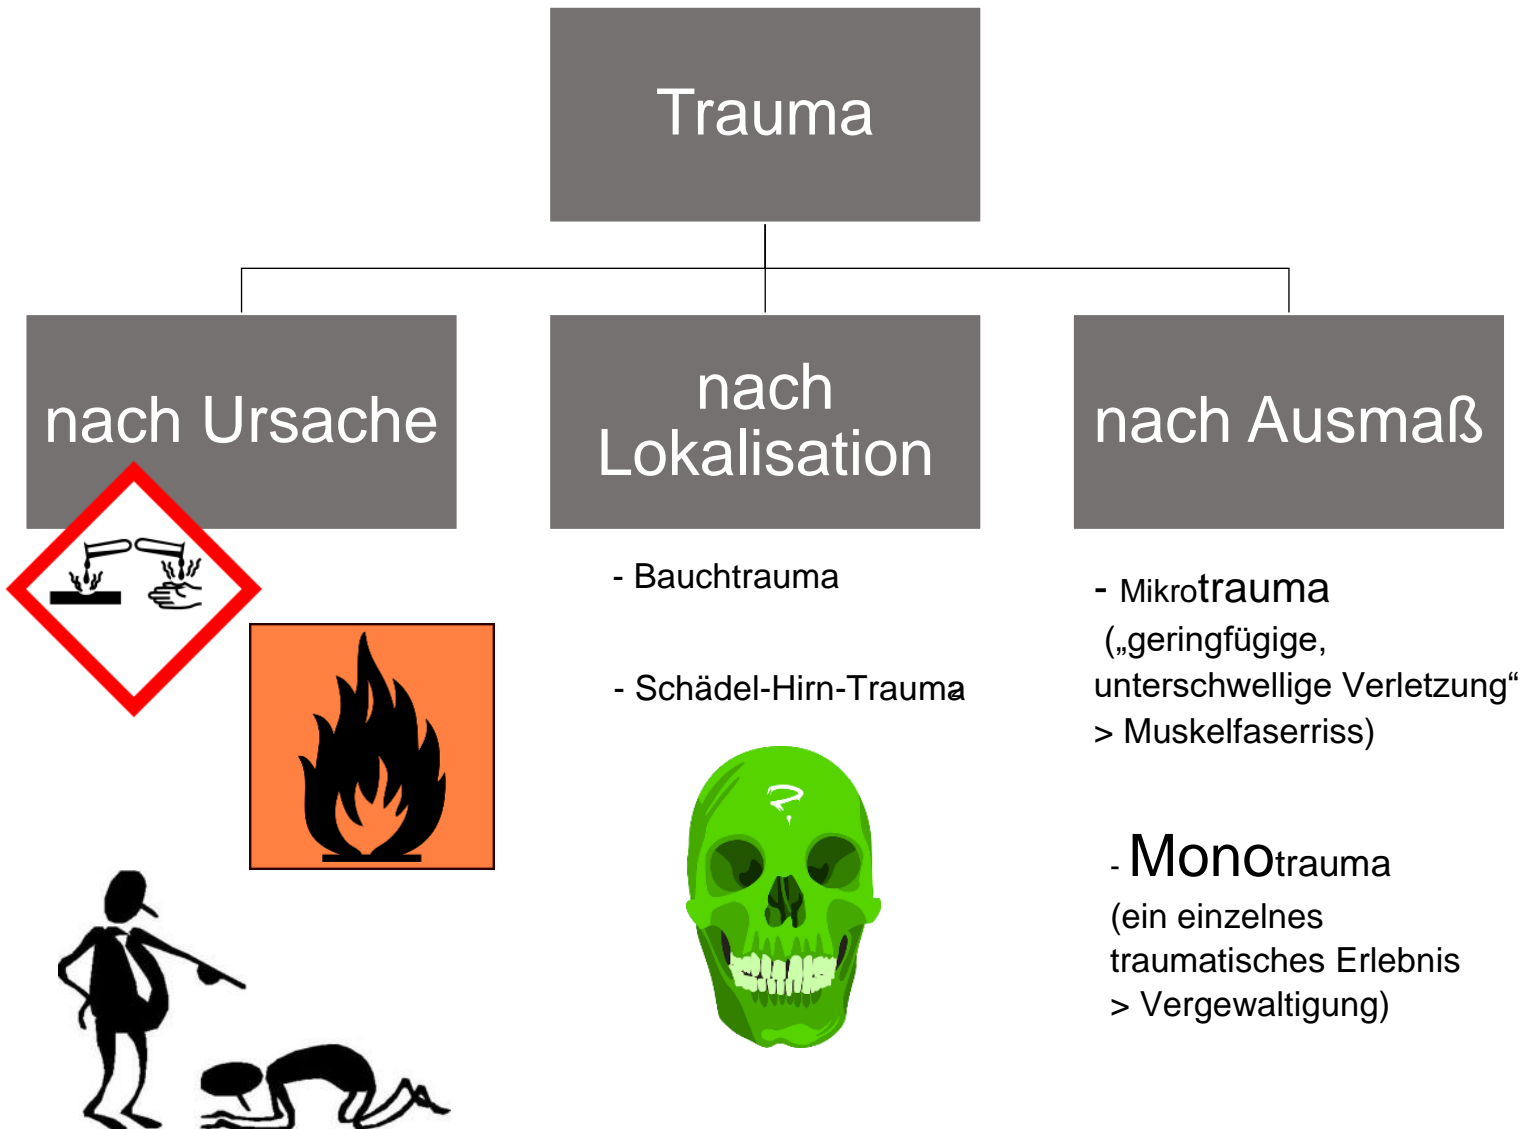 Trauma
nach Ursache
nach
Lokalisation
nach Ausmaß
- Bauchtrauma
- Schädel-Hirn-Trauma
2
?
- Mikrotrauma
(„geringfügige,
unterschwellige Verletzung“
> Muskelfaserriss)
- Monotrauma
(ein einzelnes
traumatisches Erlebnis
> Vergewaltigung)